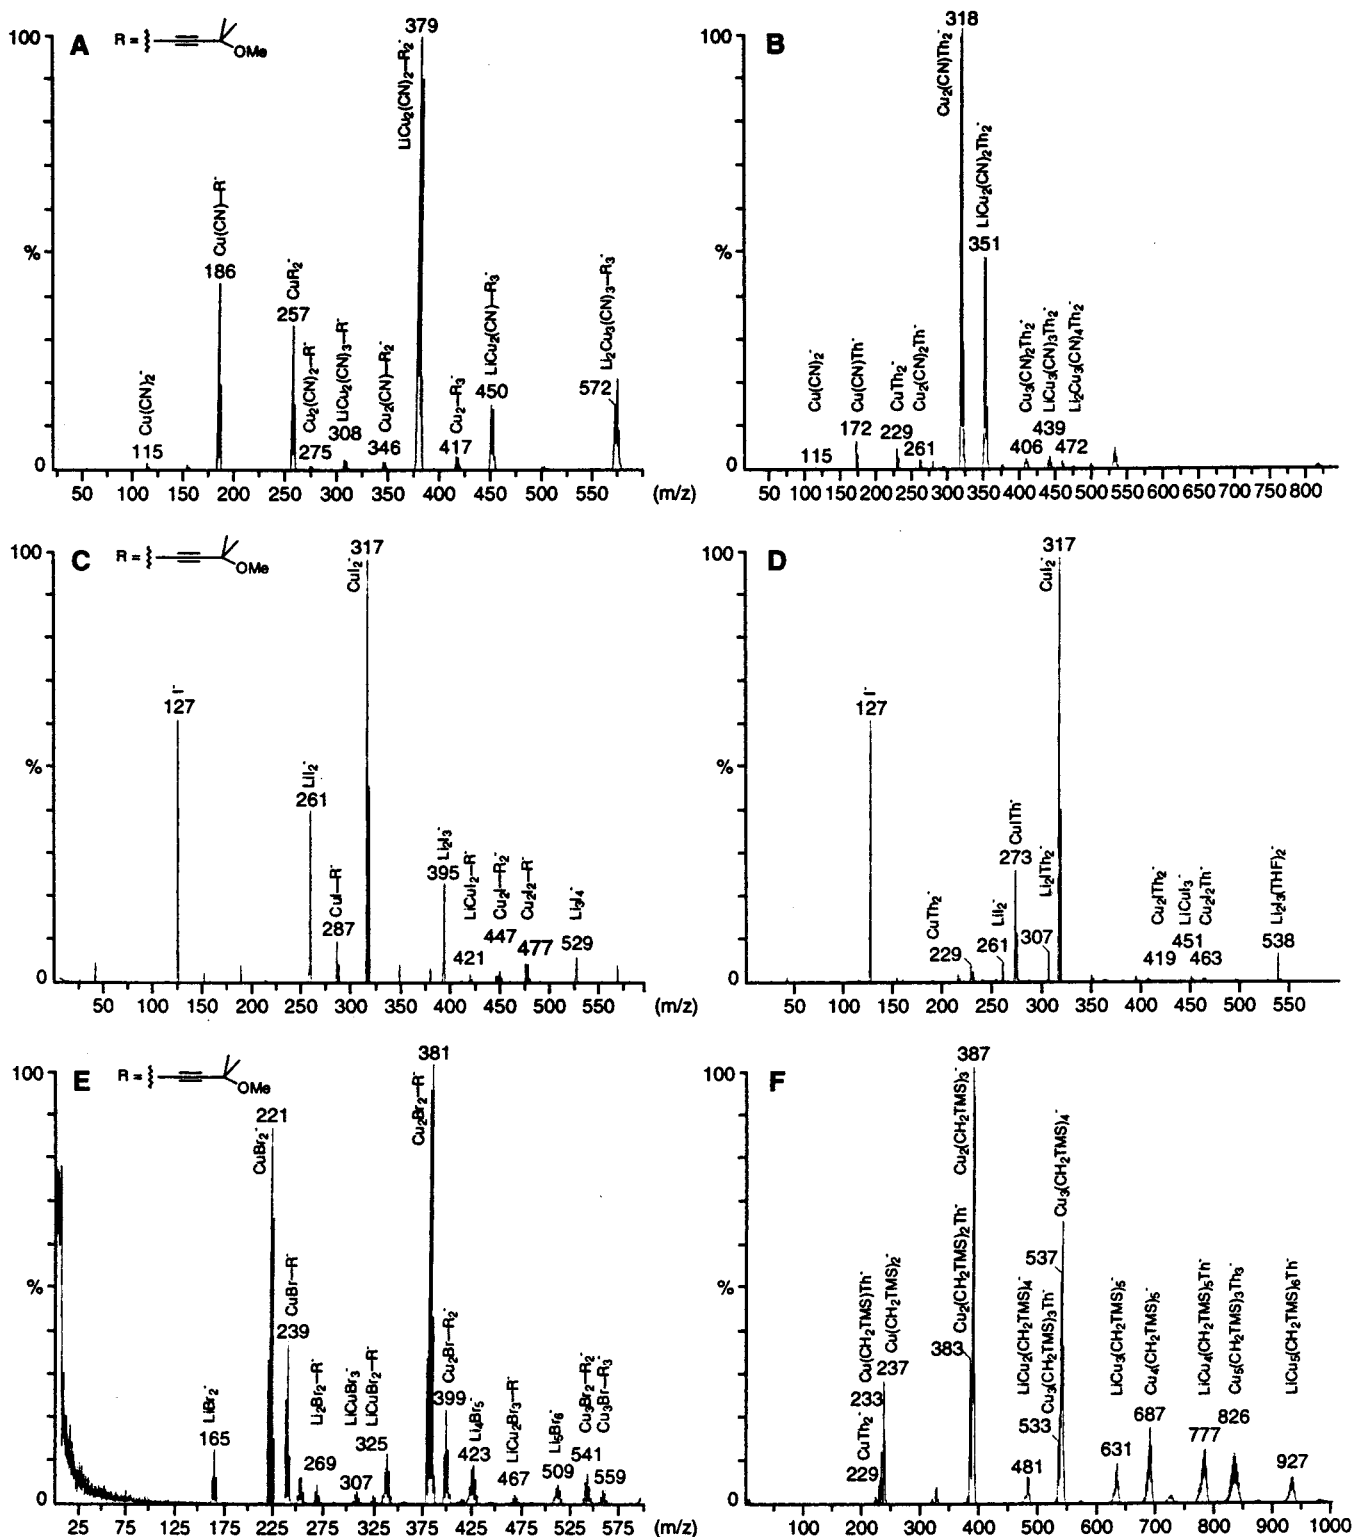 A
R =
OMe
100
%
0
Cu(CN)₂⁻
115
Cu(CN)—R⁻
186
CuR₂⁻
257
Cu₂(CN)₂—R⁻
275
LiCu₂(CN)₃—R⁻
308
Cu₂(CN)—R₂⁻
346
LiCu₂(CN)₂—R₂⁻
379
Cu₂—R₃⁻
417
LiCu₂(CN)—R₃⁻
450
Li₂Cu₃(CN)₃—R₃⁻
572
50 100 150 200 250 300 350 400 450 500 550 (m/z)
B
100
%
0
Cu(CN)₂⁻
115
Cu(CN)Th⁻
172
CuTh₂⁻
229
Cu₂(CN)₂Th⁻
261
Cu₂(CN)Th₂⁻
318
LiCu₂(CN)₂Th₂⁻
351
Cu₃(CN)₂Th₂⁻
406
LiCu₃(CN)₃Th₂⁻
439
Li₂Cu₃(CN)₄Th₂⁻
472
50 100 150 200 250 300 350 400 450 500 550 600 650 700 750 800
C
R =
OMe
100
%
0
I⁻
127
LiI₂⁻
261
CuI—R⁻
287
CuI₂⁻
317
Li₂I₃⁻
395
LiCuI₂—R⁻
421
Cu₂I—R₂⁻
447
Cu₂I₂—R⁻
477
Li₃I₄⁻
529
50 100 150 200 250 300 350 400 450 500 550 (m/z)
D
100
%
0
I⁻
127
CuTh₂⁻
229
LiI₂⁻
261
CuITh⁻
273
Li₂ITh₂⁻
307
CuI₂⁻
317
Cu₂ITh₂⁻
419
LiCuI₃⁻
451
Cu₂I₂Th⁻
463
Li₂I₃(THF)₂⁻
538
50 100 150 200 250 300 350 400 450 500 550
E
R =
OMe
100
%
0
LiBr₂⁻
165
CuBr₂⁻
221
CuBr—R⁻
239
Li₂Br₂—R⁻
269
LiCuBr₃⁻
307
LiCuBr₂—R⁻
325
Cu₂Br₂—R⁻
381
Cu₂Br—R₂⁻
399
Li₄Br₅⁻
423
LiCu₂Br₃—R⁻
467
Li₅Br₆⁻
509
Cu₃Br₂—R₂⁻
541
Cu₃Br—R₃⁻
559
25 75 125 175 225 275 325 375 425 475 525 575 (m/z)
F
100
%
0
CuTh₂⁻
229
Cu(CH₂TMS)Th⁻
233
Cu(CH₂TMS)₂⁻
237
Cu₂(CH₂TMS)₂Th⁻
383
Cu₂(CH₂TMS)₃⁻
387
LiCu₂(CH₂TMS)₄⁻
481
Cu₃(CH₂TMS)₃Th⁻
533
Cu₃(CH₂TMS)₄⁻
537
LiCu₃(CH₂TMS)₅⁻
631
Cu₄(CH₂TMS)₅⁻
687
LiCu₄(CH₂TMS)₅Th⁻
777
Cu₅(CH₂TMS)₃Th₃⁻
826
LiCu₅(CH₂TMS)₆Th⁻
927
100 200 300 400 500 600 700 800 900 1000